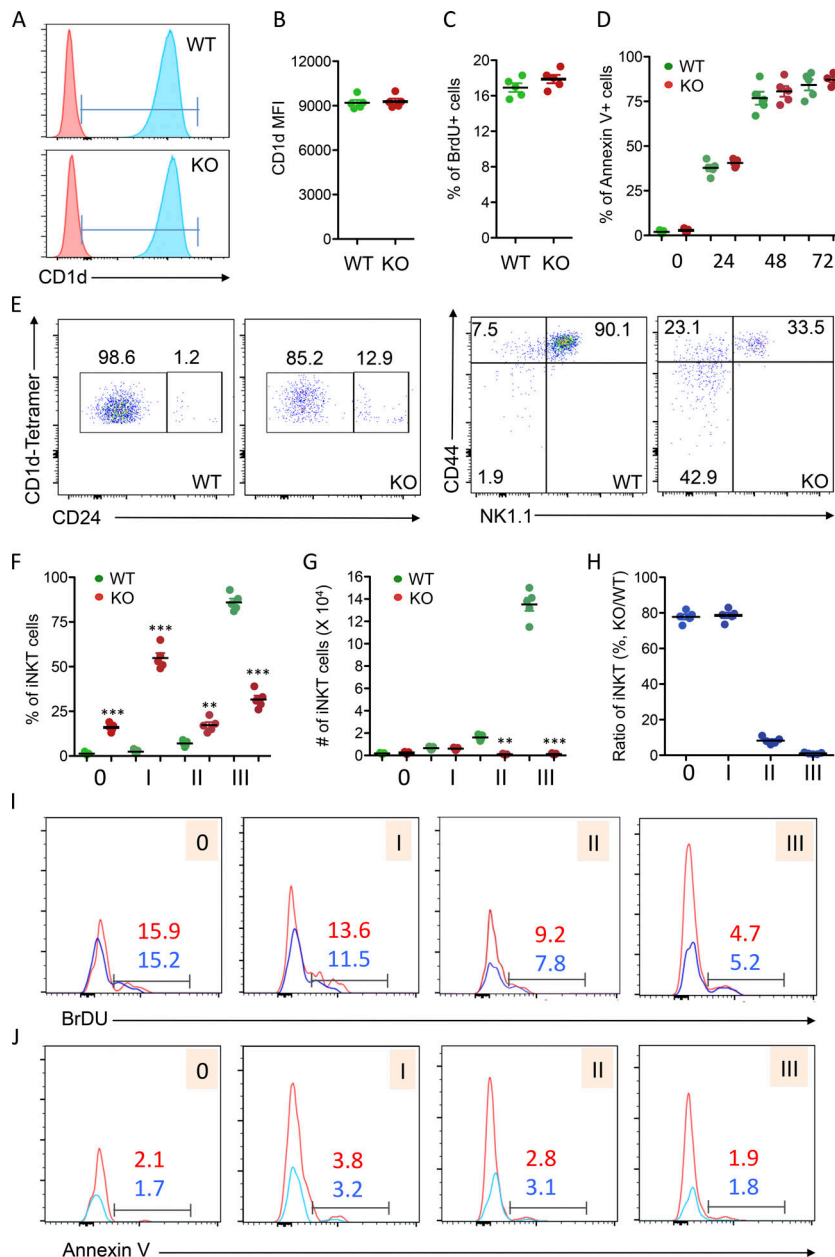 A
WT
KO
CD1d
B
12000
9000
6000
3000
0
CD1d MFI
WT KO
C
20
16
12
8
4
0
% of BrdU+ cells
WT KO
D
WT
KO
100
75
50
25
0
% of Annexin V+ cells
0 24 48 72
E
98.6 1.2
WT
85.2 12.9
KO
CD1d-Tetramer
CD24
7.5 90.1
1.9 WT
23.1 33.5
42.9 KO
CD44
NK1.1
F
WT
KO
100
75
50
25
0
% of iNKT cells
***
***
**
***
0 I II III
G
WT
KO
16
14
12
10
8
6
4
2
0
# of iNKT cells (X 10⁴)
**
***
0 I II III
H
100
80
60
40
20
0
Ratio of iNKT (%, KO/WT)
0 I II III
I
0
15.9
15.2
I
13.6
11.5
II
9.2
7.8
III
4.7
5.2
BrDU
J
0
2.1
1.7
I
3.8
3.2
II
2.8
3.1
III
1.9
1.8
Annexin V